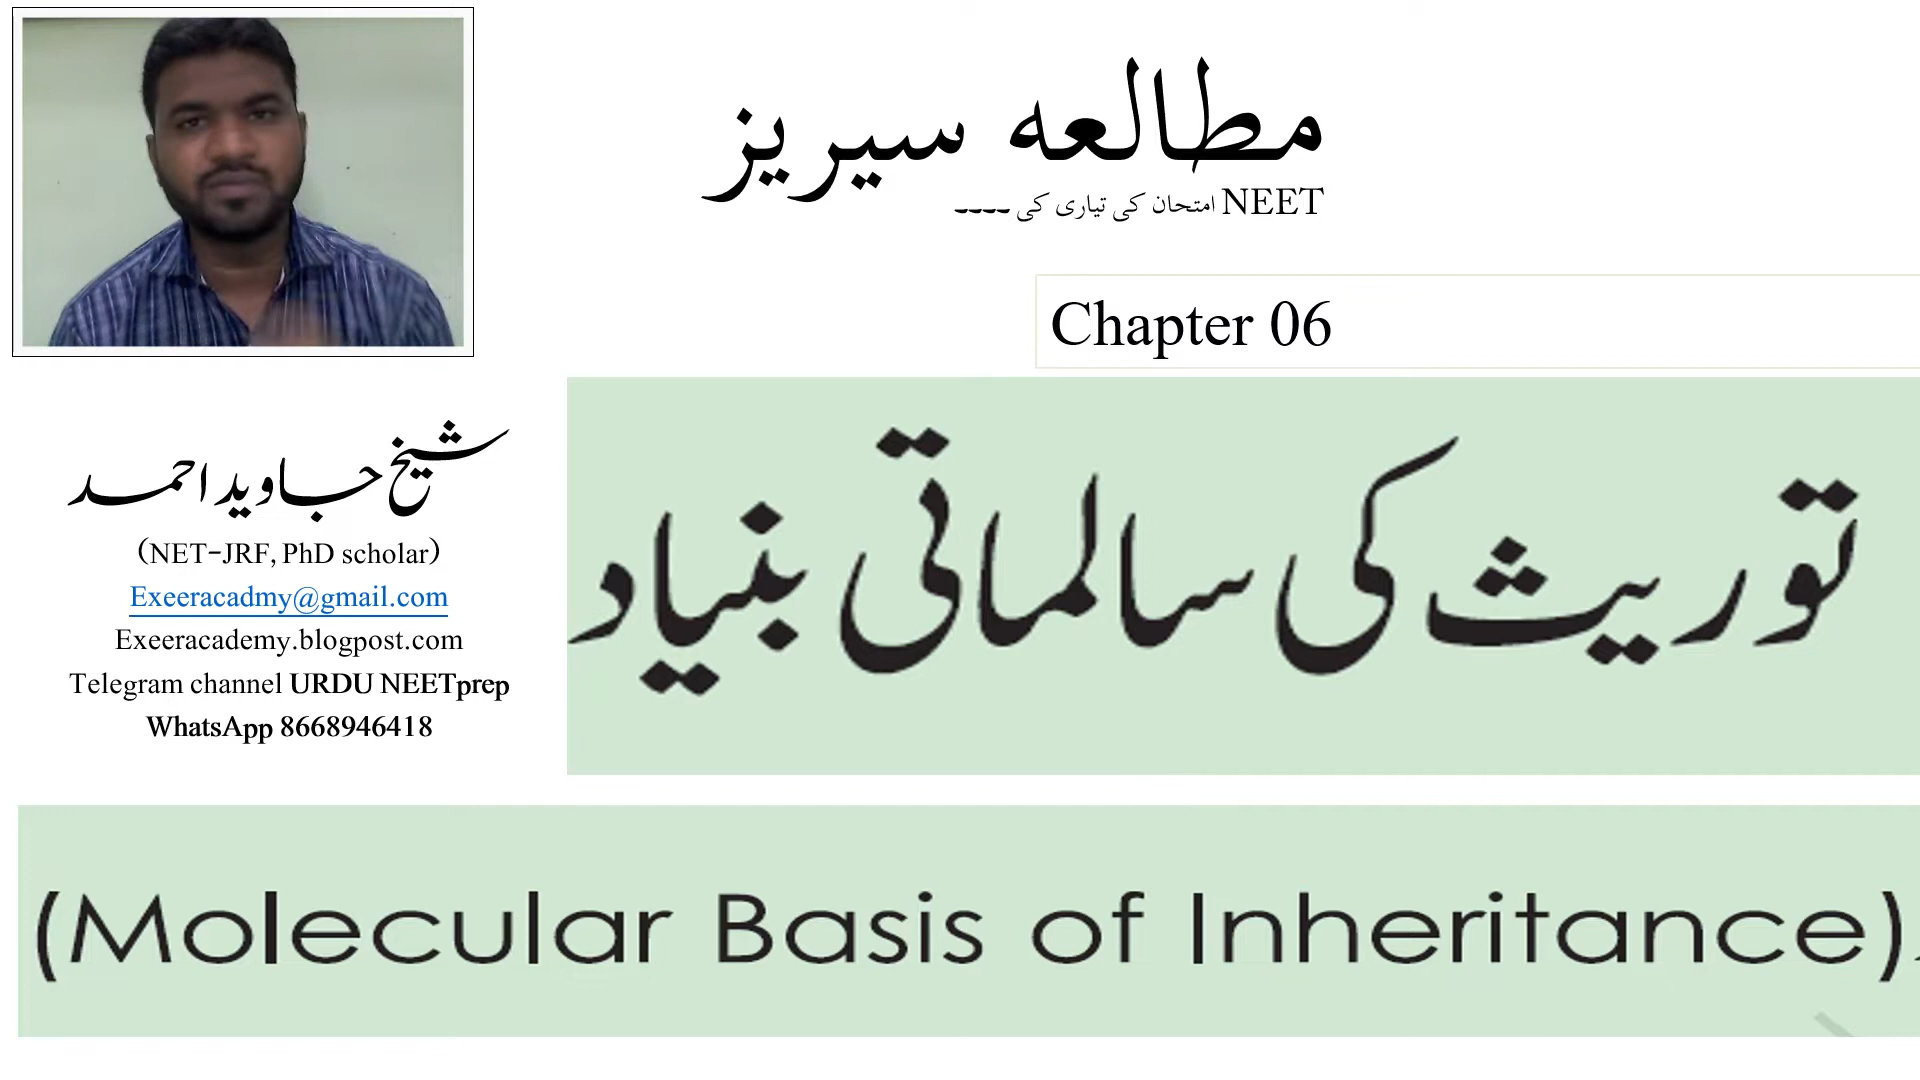 مطالعہ سیریز
NEET امتحان کی تیاری کی ----
Chapter 06
شیخ جاوید احمد
(NET-JRF, PhD scholar)
Exeeracadmy@gmail.com
Exeeracademy.blogpost.com
Telegram channel URDU NEETprep
WhatsApp 8668946418
توریث کی سالماتی بنیاد
(Molecular Basis of Inheritance)